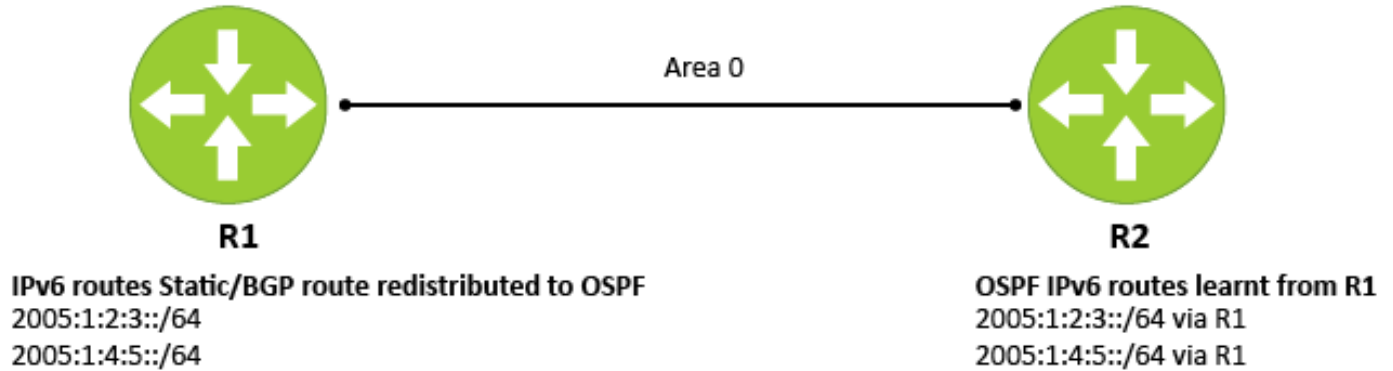 Area 0
R1
R2
IPv6 routes Static/BGP route redistributed to OSPF
2005:1:2:3::/64
2005:1:4:5::/64
OSPF IPv6 routes learnt from R1
2005:1:2:3::/64 via R1
2005:1:4:5::/64 via R1